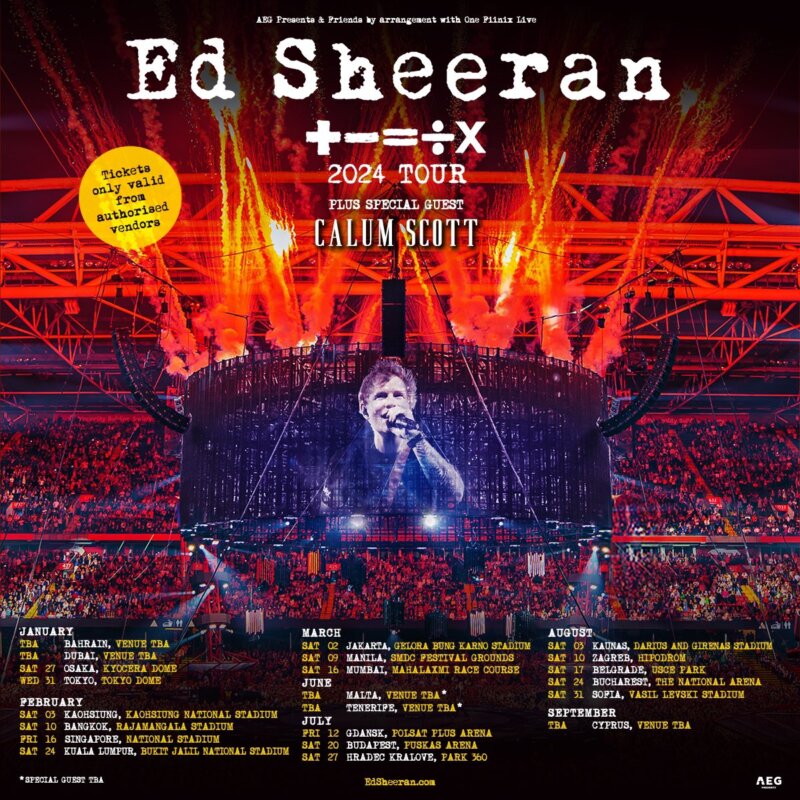 AEG Presents & Friends by arrangement with One Fiinix Live
Ed Sheeran
+-=÷x
2024 TOUR
PLUS SPECIAL GUEST
CALUM SCOTT
Tickets
only valid
from
authorised
vendors
JANUARY
TBA BAHRAIN, VENUE TBA
TBA DUBAI, VENUE TBA
SAT 27 OSAKA, KYOCERA DOME
WED 31 TOKYO, TOKYO DOME
FEBRUARY
SAT 03 KAOHSIUNG, KAOHSIUNG NATIONAL STADIUM
SAT 10 BANGKOK, RAJAMANGALA STADIUM
FRI 16 SINGAPORE, NATIONAL STADIUM
SAT 24 KUALA LUMPUR, BUKIT JALIL NATIONAL STADIUM
MARCH
SAT 02 JAKARTA, GELORA BUNG KARNO STADIUM
SAT 09 MANILA, SMDC FESTIVAL GROUNDS
SAT 16 MUMBAI, MAHALAXMI RACE COURSE
JUNE
TBA MALTA, VENUE TBA*
TBA TENERIFE, VENUE TBA*
JULY
FRI 12 GDANSK, POLSAT PLUS ARENA
SAT 20 BUDAPEST, PUSKAS ARENA
SAT 27 HRADEC KRALOVE, PARK 360
AUGUST
SAT 03 KAUNAS, DARIUS AND GIRENAS STADIUM
SAT 10 ZAGREB, HIPODROM
SAT 17 BELGRADE, USCE PARK
SAT 24 BUCHAREST, THE NATIONAL ARENA
SAT 31 SOFIA, VASIL LEVSKI STADIUM
SEPTEMBER
TBA CYPRUS, VENUE TBA
*SPECIAL GUEST TBA
EdSheeran.com
AEG
PRESENTS